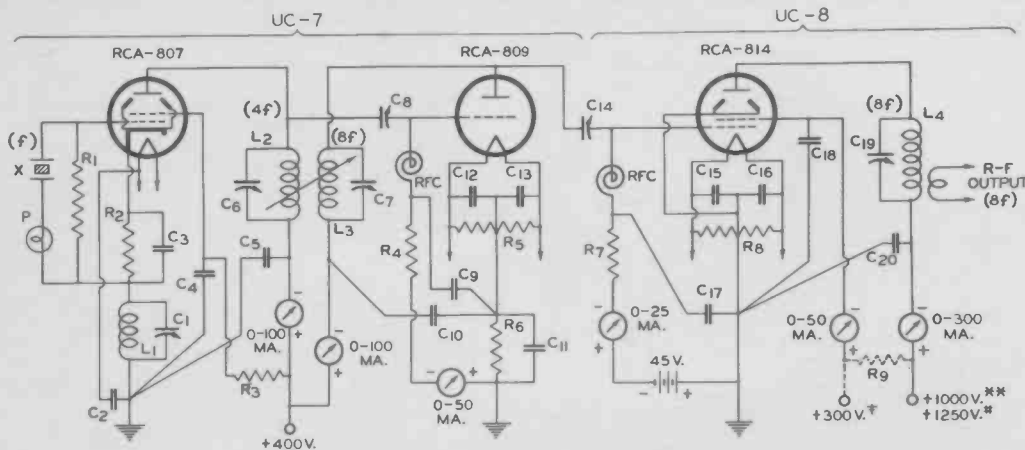 UC-7 UC-8
RCA-807 RCA-809 RCA-814
(f)
X
P
R1
R2
C3
C4
L1
C1
C2
(4f)
L2
C6
C5
0-100
MA.
R3
+400V.
(8f)
L3
C7
0-100
MA.
C8
RFC
R4
C9
C10
C12 C13
R5
R6
C11
0-50
MA.
C14
RFC
R7
C17
0-25
MA.
45V.
C15 C16
R8
C18
C20
0-50
MA.
+300V.†
R9
(8f)
L4
C19
R-F
OUTPUT
(8f)
0-300
MA.
+1000V.**
+1250V.#
- + - + - + - + - + - + - +